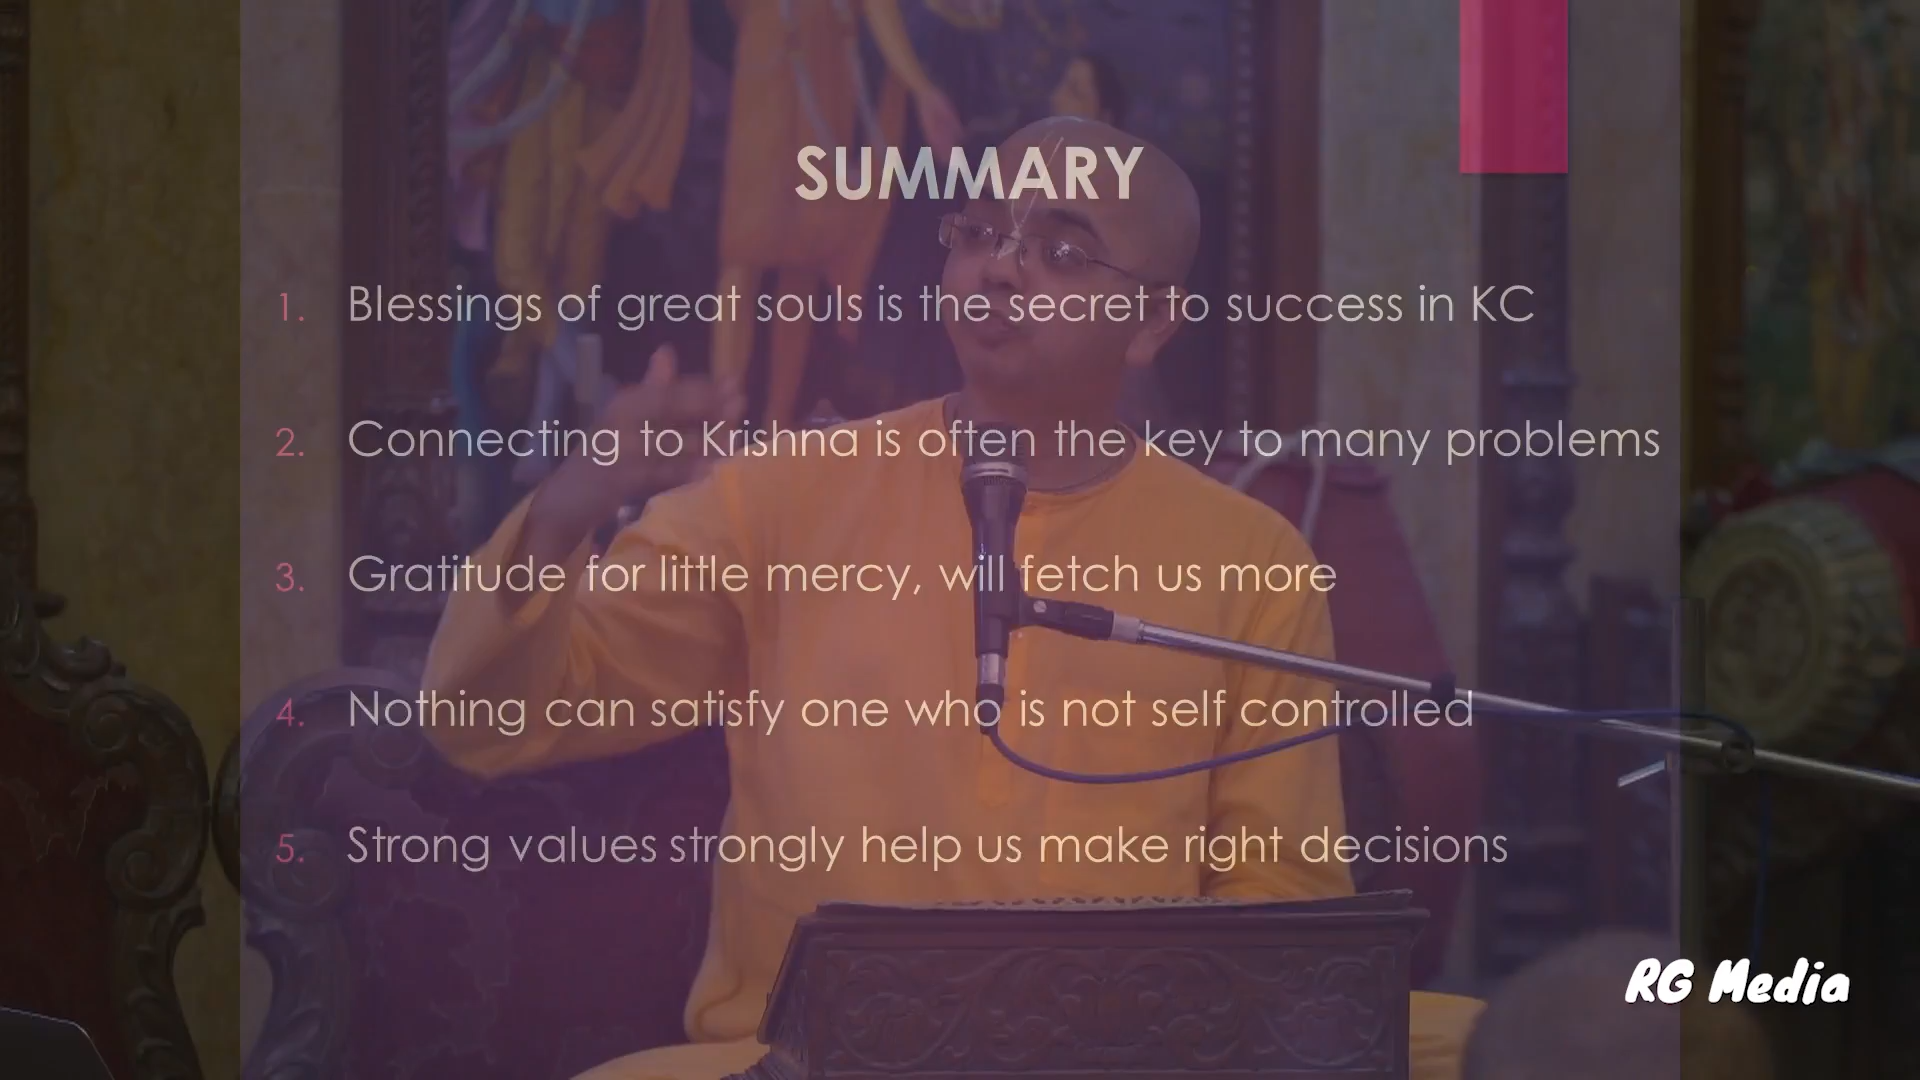 SUMMARY
1. Blessings of great souls is the secret to success in KC
2. Connecting to Krishna is often the key to many problems
3. Gratitude for little mercy, will fetch us more
4. Nothing can satisfy one who is not self controlled
5. Strong values strongly help us make right decisions
RG Media